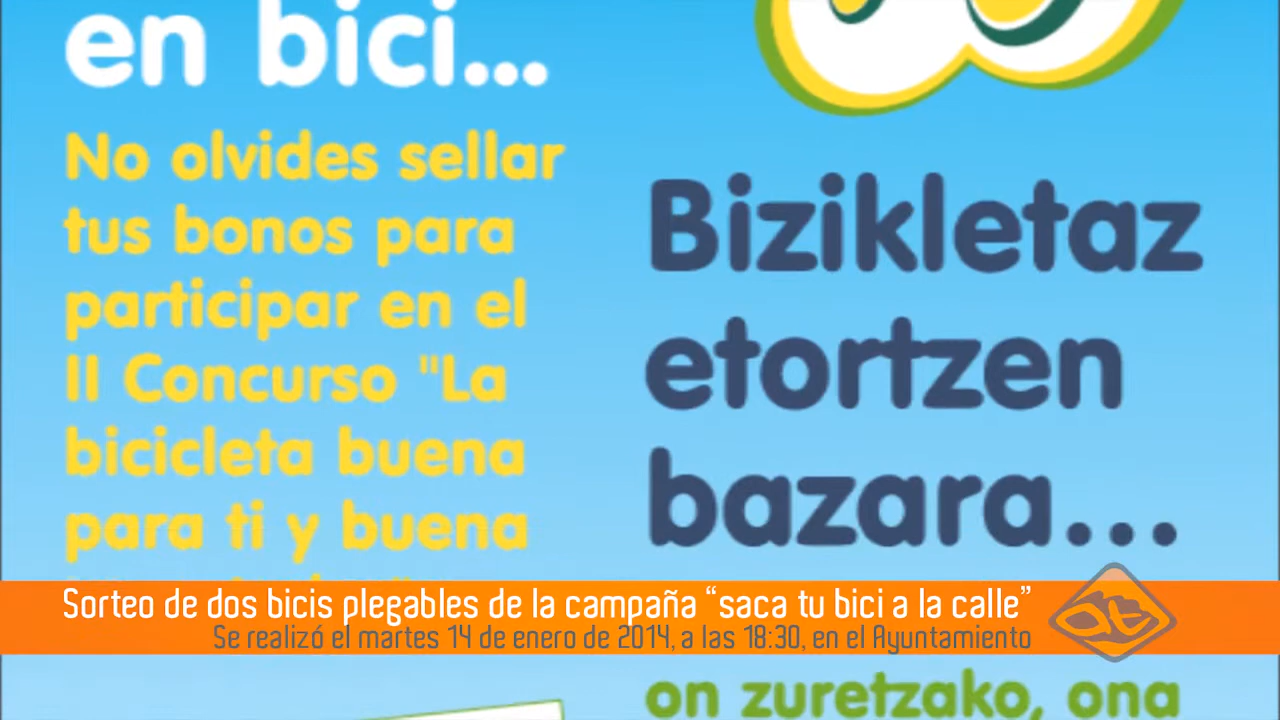 en bici...
No olvides sellar
tus bonos para
participar en el
II Concurso "La
bicicleta buena
para ti y buena
Bizikletaz
etortzen
bazara...
Sorteo de dos bicis plegables de la campaña “saca tu bici a la calle”
Se realizó el martes 14 de enero de 2014, a las 18:30, en el Ayuntamiento
on zuretzako, ona